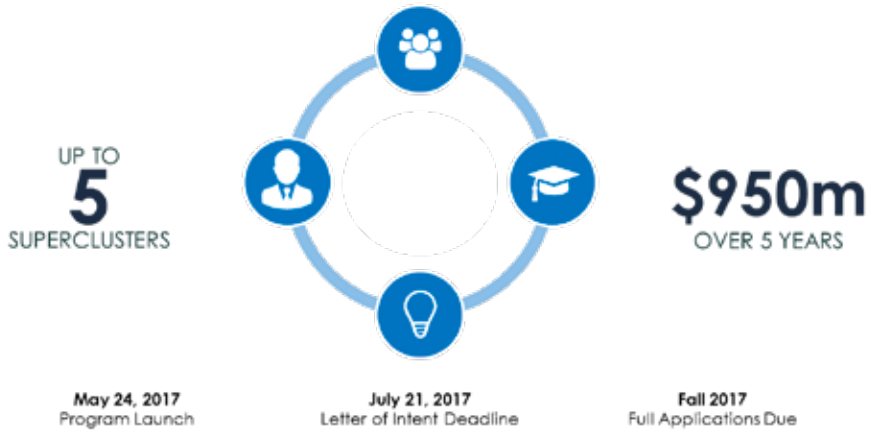 UP TO
5
SUPERCLUSTERS
$950m
OVER 5 YEARS
May 24, 2017
Program Launch
July 21, 2017
Letter of Intent Deadline
Fall 2017
Full Applications Due